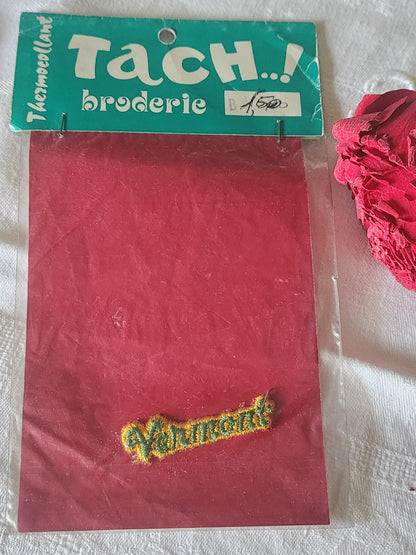 Thermocollant
TACH..!
broderie
B 1,50
Vermont